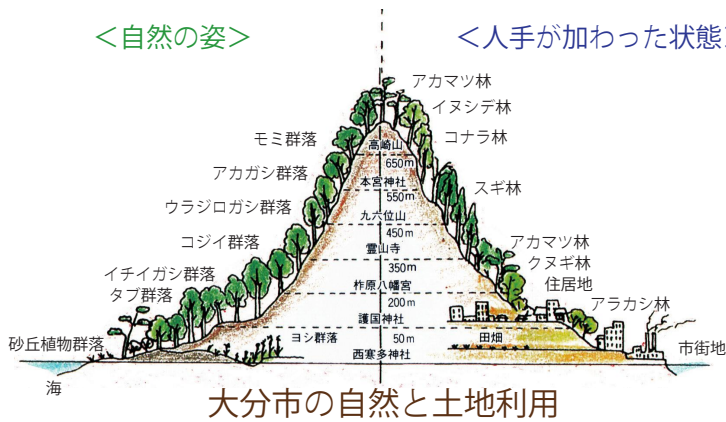 ＜自然の姿＞
＜人手が加わった状態＞
アカマツ林
イヌシデ林
コナラ林
スギ林
アカマツ林
クヌギ林
住居地
アラカシ林
市街地
モミ群落
アカガシ群落
ウラジロガシ群落
コジイ群落
イチイガシ群落
タブ群落
砂丘植物群落
海
高崎山
650m
本宮神社
550m
九六位山
450m
霊山寺
350m
柞原八幡宮
200m
護国神社
50m
西寒多神社
ヨシ群落
田畑
大分市の自然と土地利用